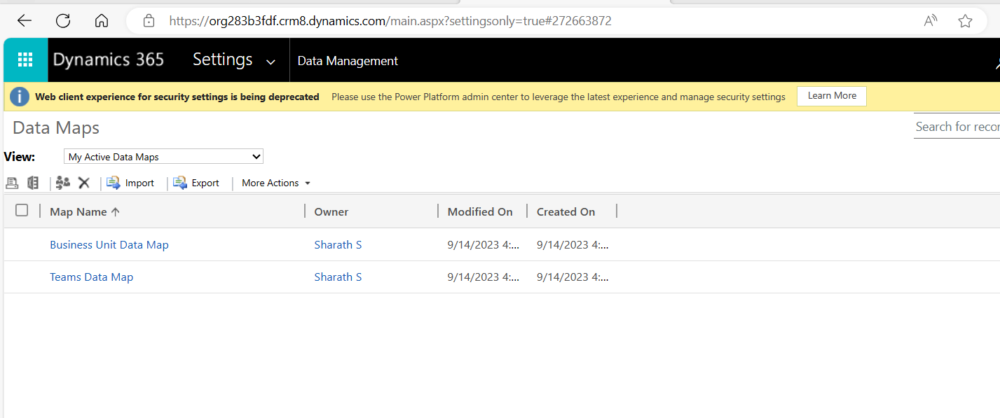 https://org283b3fdf.crm8.dynamics.com/main.aspx?settingsonly=true#272663872
Dynamics 365 Settings Data Management
Web client experience for security settings is being deprecated Please use the Power Platform admin center to leverage the latest experience and manage security settings Learn More
Data Maps Search for recor
View: My Active Data Maps
Import Export More Actions
Map Name Owner Modified On Created On
Business Unit Data Map Sharath S 9/14/2023 4:... 9/14/2023 4:...
Teams Data Map Sharath S 9/14/2023 4:... 9/14/2023 4:...